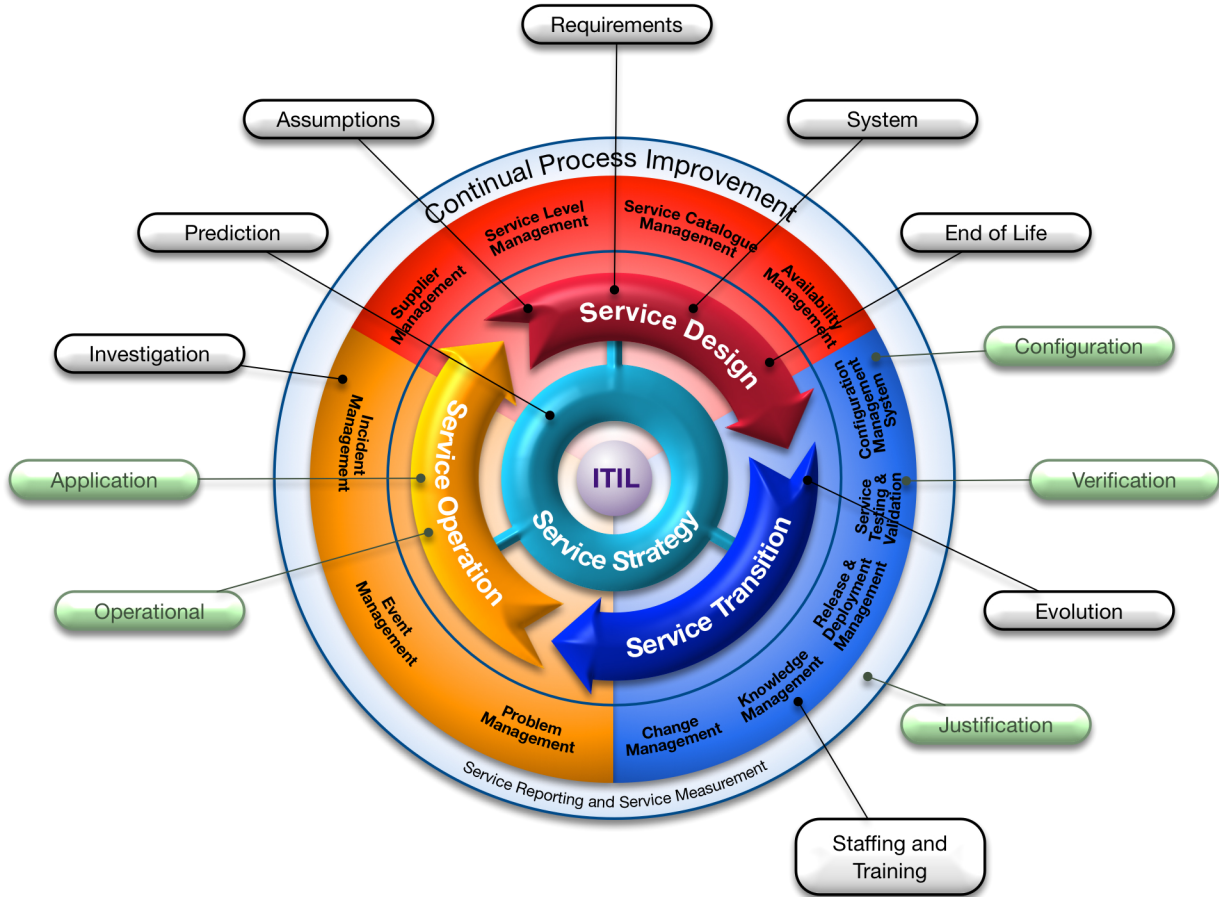 Requirements
Assumptions
System
Continual Process Improvement
Prediction
End of Life
Service Level
Management
Service Catalogue
Management
Supplier
Management
Availability
Management
Service Design
Investigation
Configuration
Configuration
Management
System
Incident
Management
Application
Service Operation
ITIL
Service Strategy
Service
Testing &
Validation
Verification
Service Transition
Operational
Event
Management
Release &
Deployment
Management
Evolution
Knowledge
Management
Problem
Management
Change
Management
Justification
Service Reporting and Service Measurement
Staffing and
Training